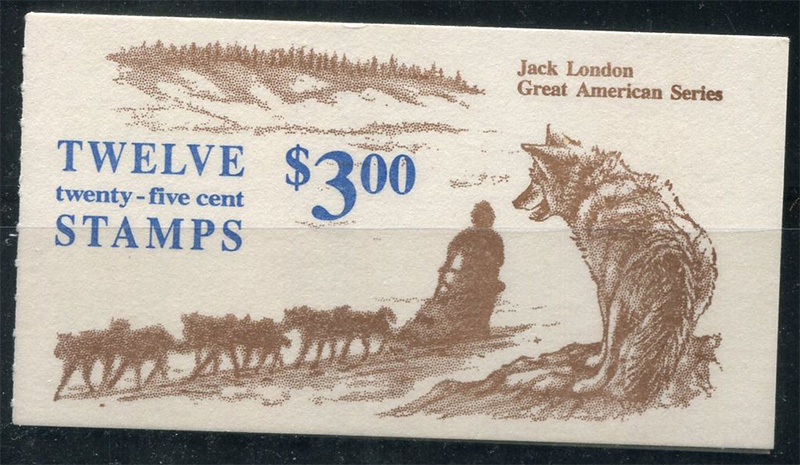 Jack London
Great American Series
TWELVE
twenty-five cent
STAMPS
$3.00